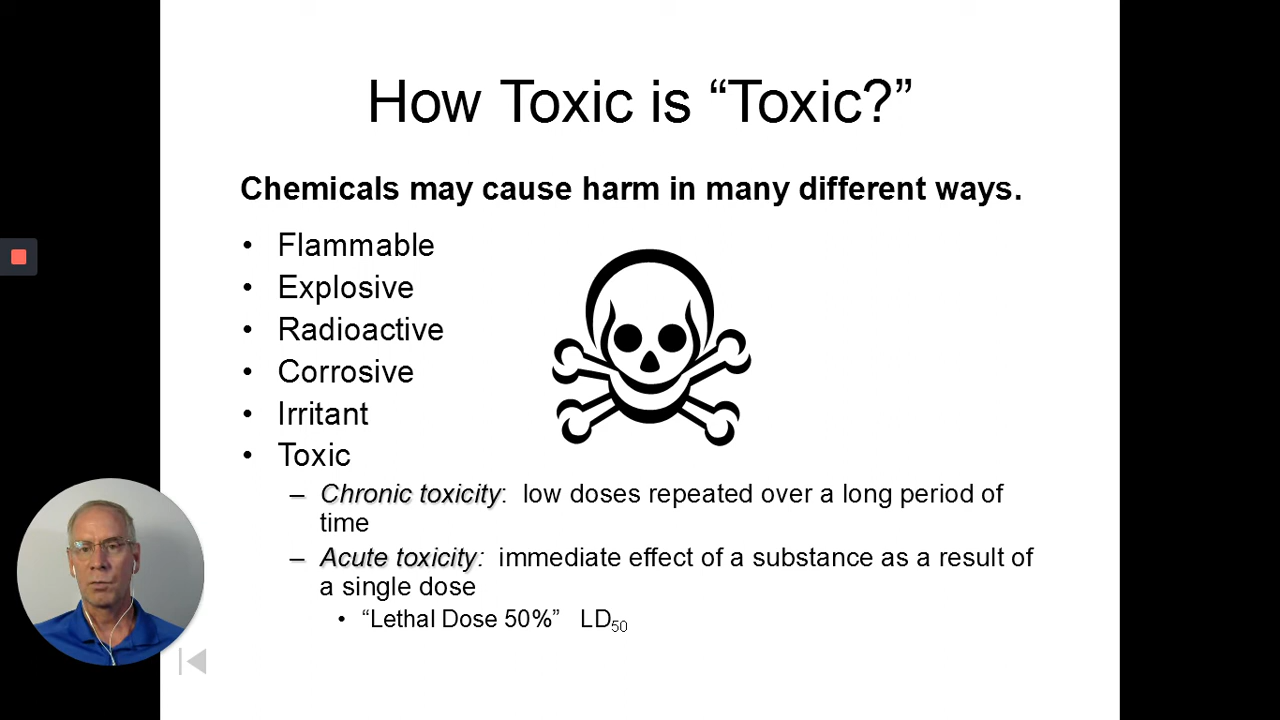 How Toxic is “Toxic?”
Chemicals may cause harm in many different ways.
• Flammable
• Explosive
• Radioactive
• Corrosive
• Irritant
• Toxic
– Chronic toxicity: low doses repeated over a long period of
time
– Acute toxicity: immediate effect of a substance as a result of
a single dose
• “Lethal Dose 50%” LD50